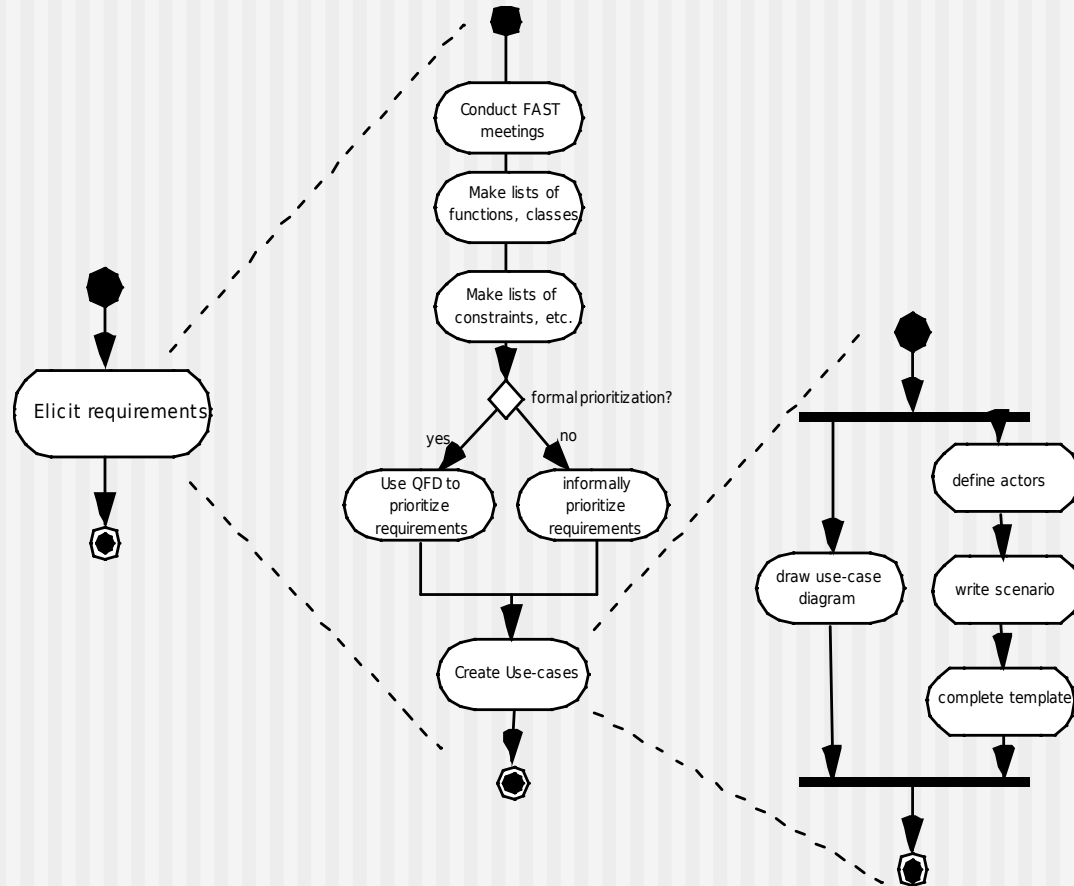 Conduct FAST
meetings
Make lists of
functions, classes
Make lists of
constraints, etc.
Elicit requirements
formal prioritization?
yes
no
Use QFD to
prioritize
requirements
informally
prioritize
requirements
Create Use-cases
define actors
draw use-case
diagram
write scenario
complete template